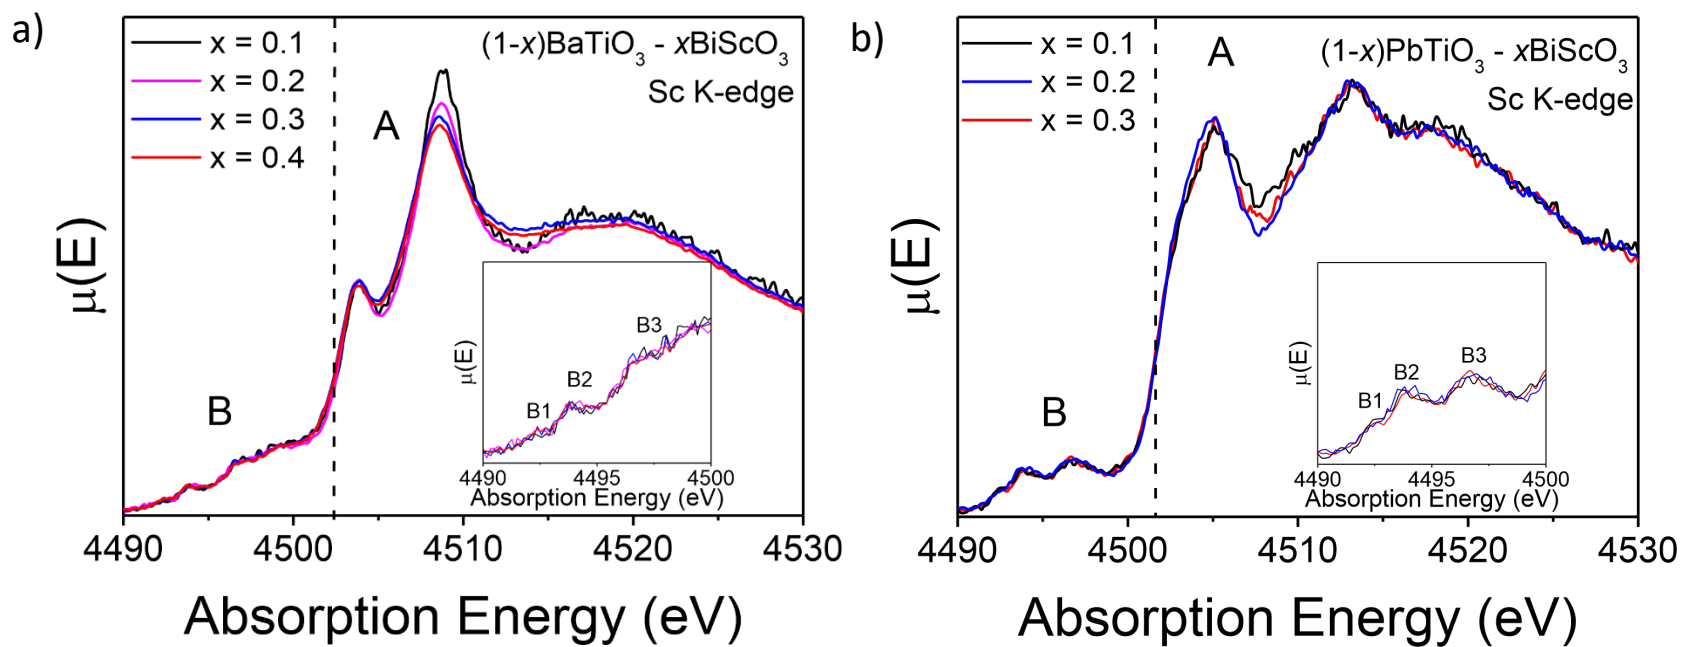 a)
x = 0.1
x = 0.2
x = 0.3
x = 0.4
(1-x)BaTiO3 - xBiScO3
Sc K-edge
A
B
μ(E)
B1
B2
B3
μ(E)
4490 4495 4500
Absorption Energy (eV)
4490 4500 4510 4520 4530
Absorption Energy (eV)
b)
x = 0.1
x = 0.2
x = 0.3
(1-x)PbTiO3 - xBiScO3
Sc K-edge
A
B
μ(E)
B1
B2
B3
μ(E)
4490 4495 4500
Absorption Energy (eV)
4490 4500 4510 4520 4530
Absorption Energy (eV)